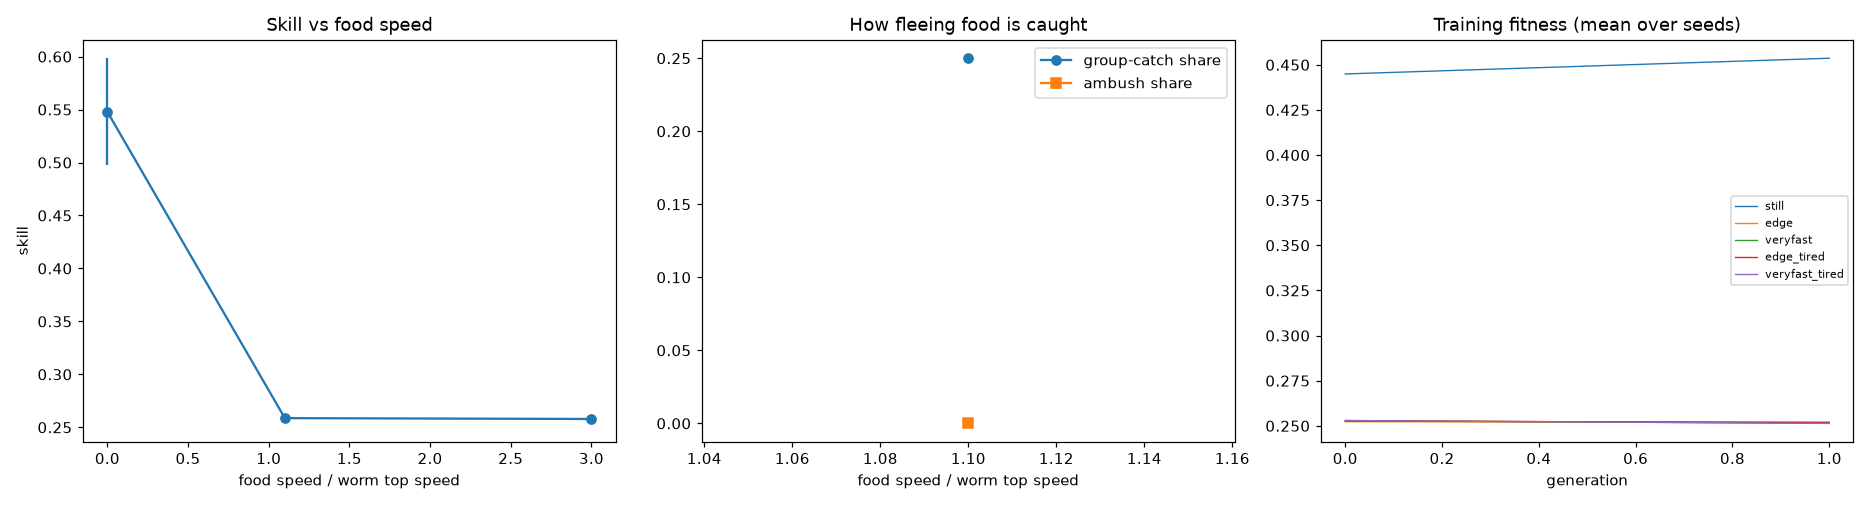 Skill vs food speed
0.60
0.55
0.50
0.45
0.40
0.35
0.30
0.25
skill
0.0 0.5 1.0 1.5 2.0 2.5 3.0
food speed / worm top speed
How fleeing food is caught
group-catch share
ambush share
0.25
0.20
0.15
0.10
0.05
0.00
1.04 1.06 1.08 1.10 1.12 1.14 1.16
food speed / worm top speed
Training fitness (mean over seeds)
0.450
0.425
0.400
0.375
0.350
0.325
0.300
0.275
0.250
still
edge
veryfast
edge_tired
veryfast_tired
0.0 0.2 0.4 0.6 0.8 1.0
generation